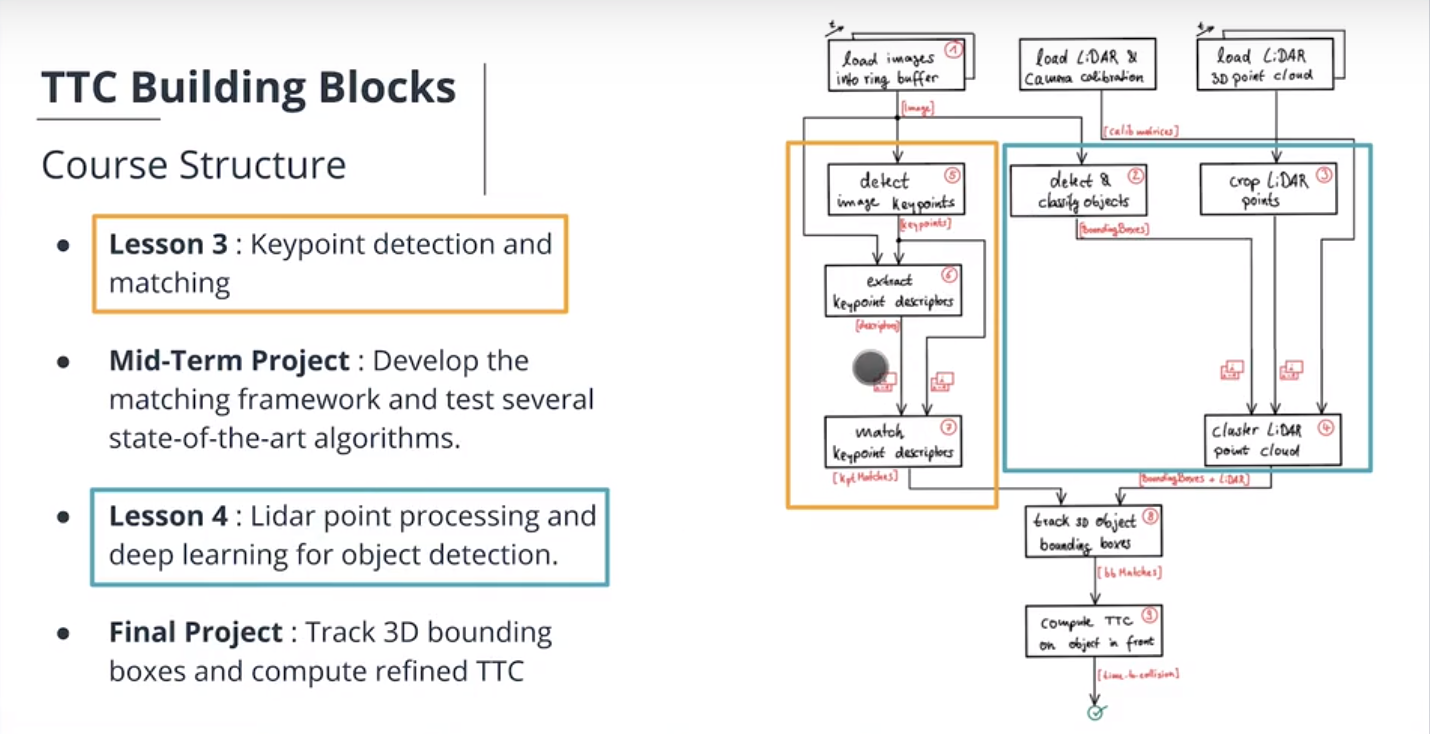 TTC Building Blocks
Course Structure
● Lesson 3 : Keypoint detection and
matching
● Mid-Term Project : Develop the
matching framework and test several
state-of-the-art algorithms.
● Lesson 4 : Lidar point processing and
deep learning for object detection.
● Final Project : Track 3D bounding
boxes and compute refined TTC
t
load images
into ring buffer
1
load LiDAR &
Camera calibration
t
load LiDAR
3D point cloud
[image]
[calib matrices]
detect
image keypoints
5
detect &
classify objects
2
crop LiDAR
points
3
[keypoints]
[boundingBoxes]
extract
keypoint descriptors
6
[descriptors]
match
keypoint descriptors
7
cluster LiDAR
point cloud
4
[kptMatches]
[BoundingBoxes + LiDAR]
track 3D object
bounding boxes
8
[bbMatches]
compute TTC
on object in front
9
[time-to-collision]